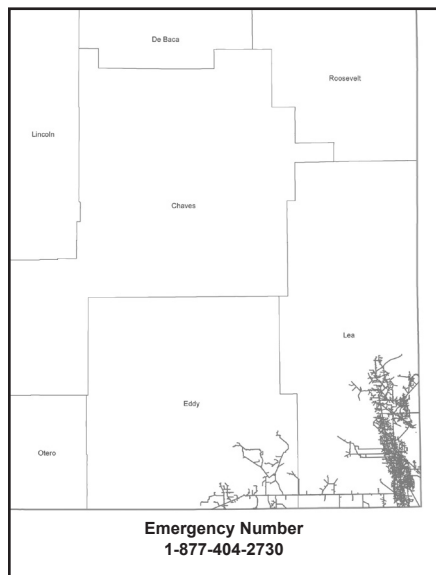 De Baca
Roosevelt
Lincoln
Chaves
Lea
Eddy
Otero
Emergency Number
1-877-404-2730